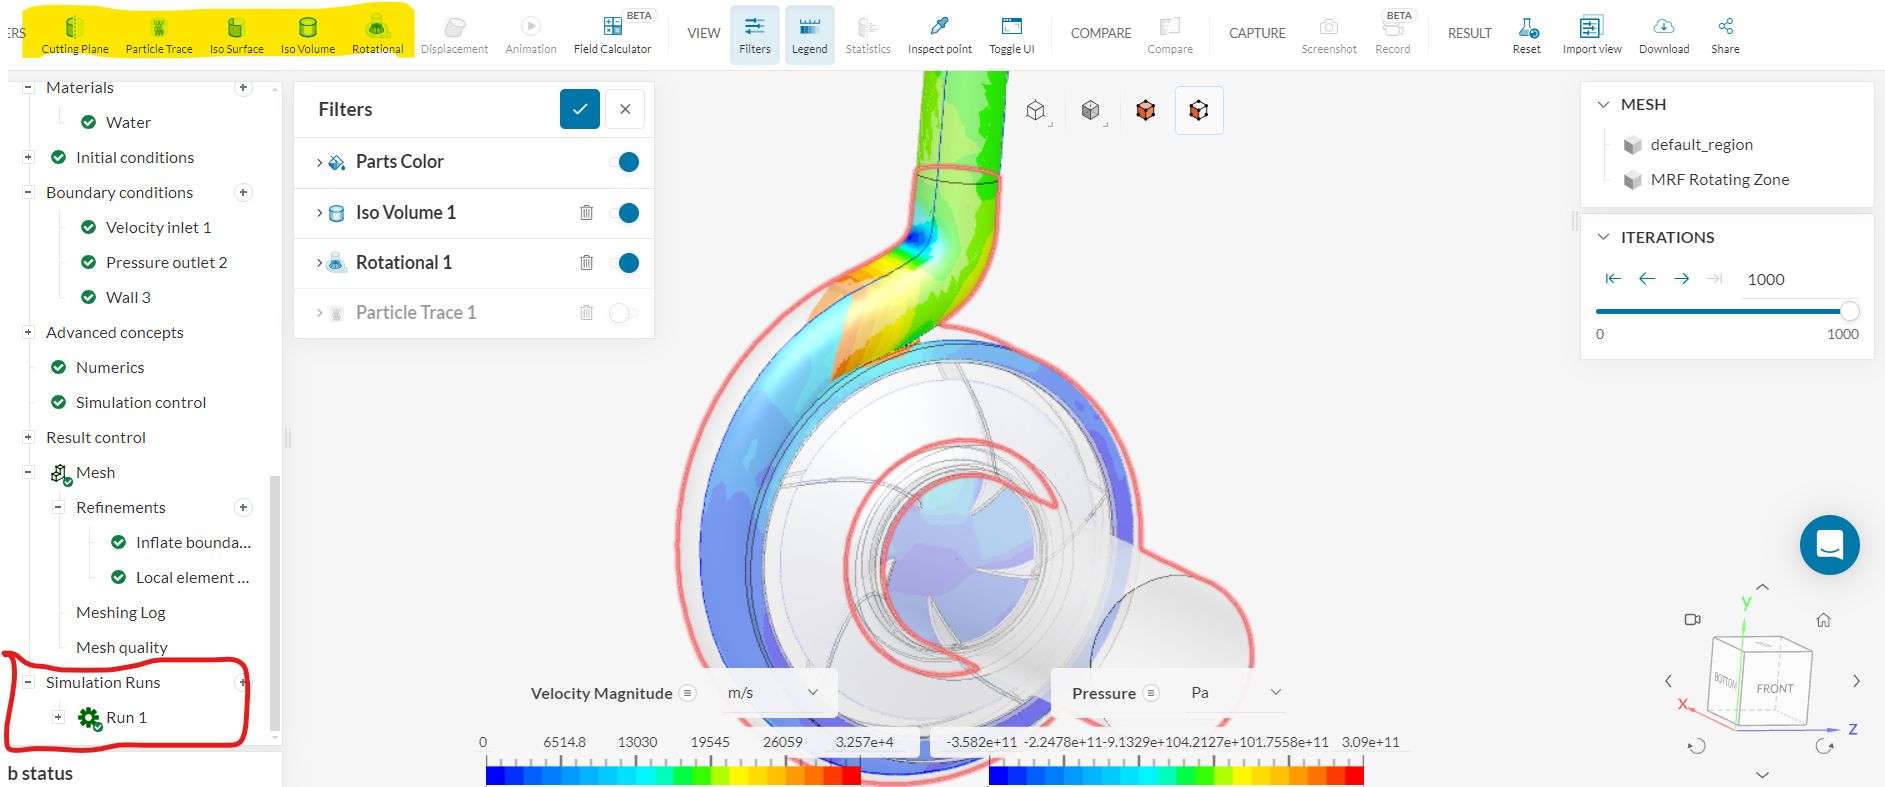 ERS
Cutting Plane
Particle Trace
Iso Surface
Iso Volume
Rotational
Displacement
Animation
BETA
Field Calculator
VIEW
Filters
Legend
Statistics
Inspect point
Toggle UI
COMPARE
Compare
CAPTURE
Screenshot
BETA
Record
RESULT
Reset
Import view
Download
Share
Materials
Water
Initial conditions
Boundary conditions
Velocity inlet 1
Pressure outlet 2
Wall 3
Advanced concepts
Numerics
Simulation control
Result control
Mesh
Refinements
Inflate bounda...
Local element ...
Meshing Log
Mesh quality
Simulation Runs
Run 1
b status
Filters
Parts Color
Iso Volume 1
Rotational 1
Particle Trace 1
MESH
default_region
MRF Rotating Zone
ITERATIONS
1000
0 1000
Velocity Magnitude m/s
0 6514.8 13030 19545 26059 3.257e+4
Pressure Pa
-3.582e+11 -2.2478e+11 -9.1329e+10 4.2127e+10 1.7558e+11 3.09e+11
Y
BOTTOM
FRONT
X
Z